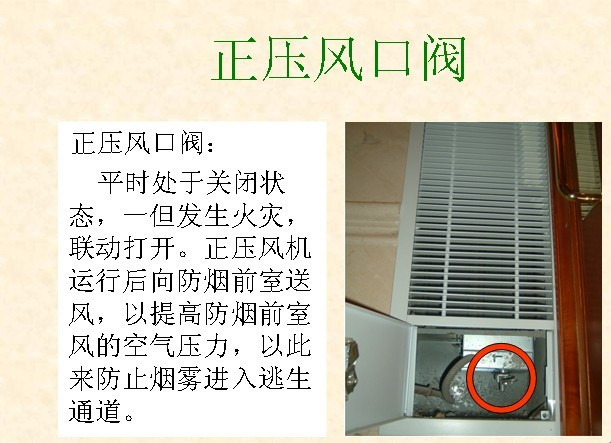 正压风口阀
正压风口阀：
平时处于关闭状
态，一但发生火灾，
联动打开。正压风机
运行后向防烟前室送
风，以提高防烟前室
风的空气压力，以此
来防止烟雾进入逃生
通道。